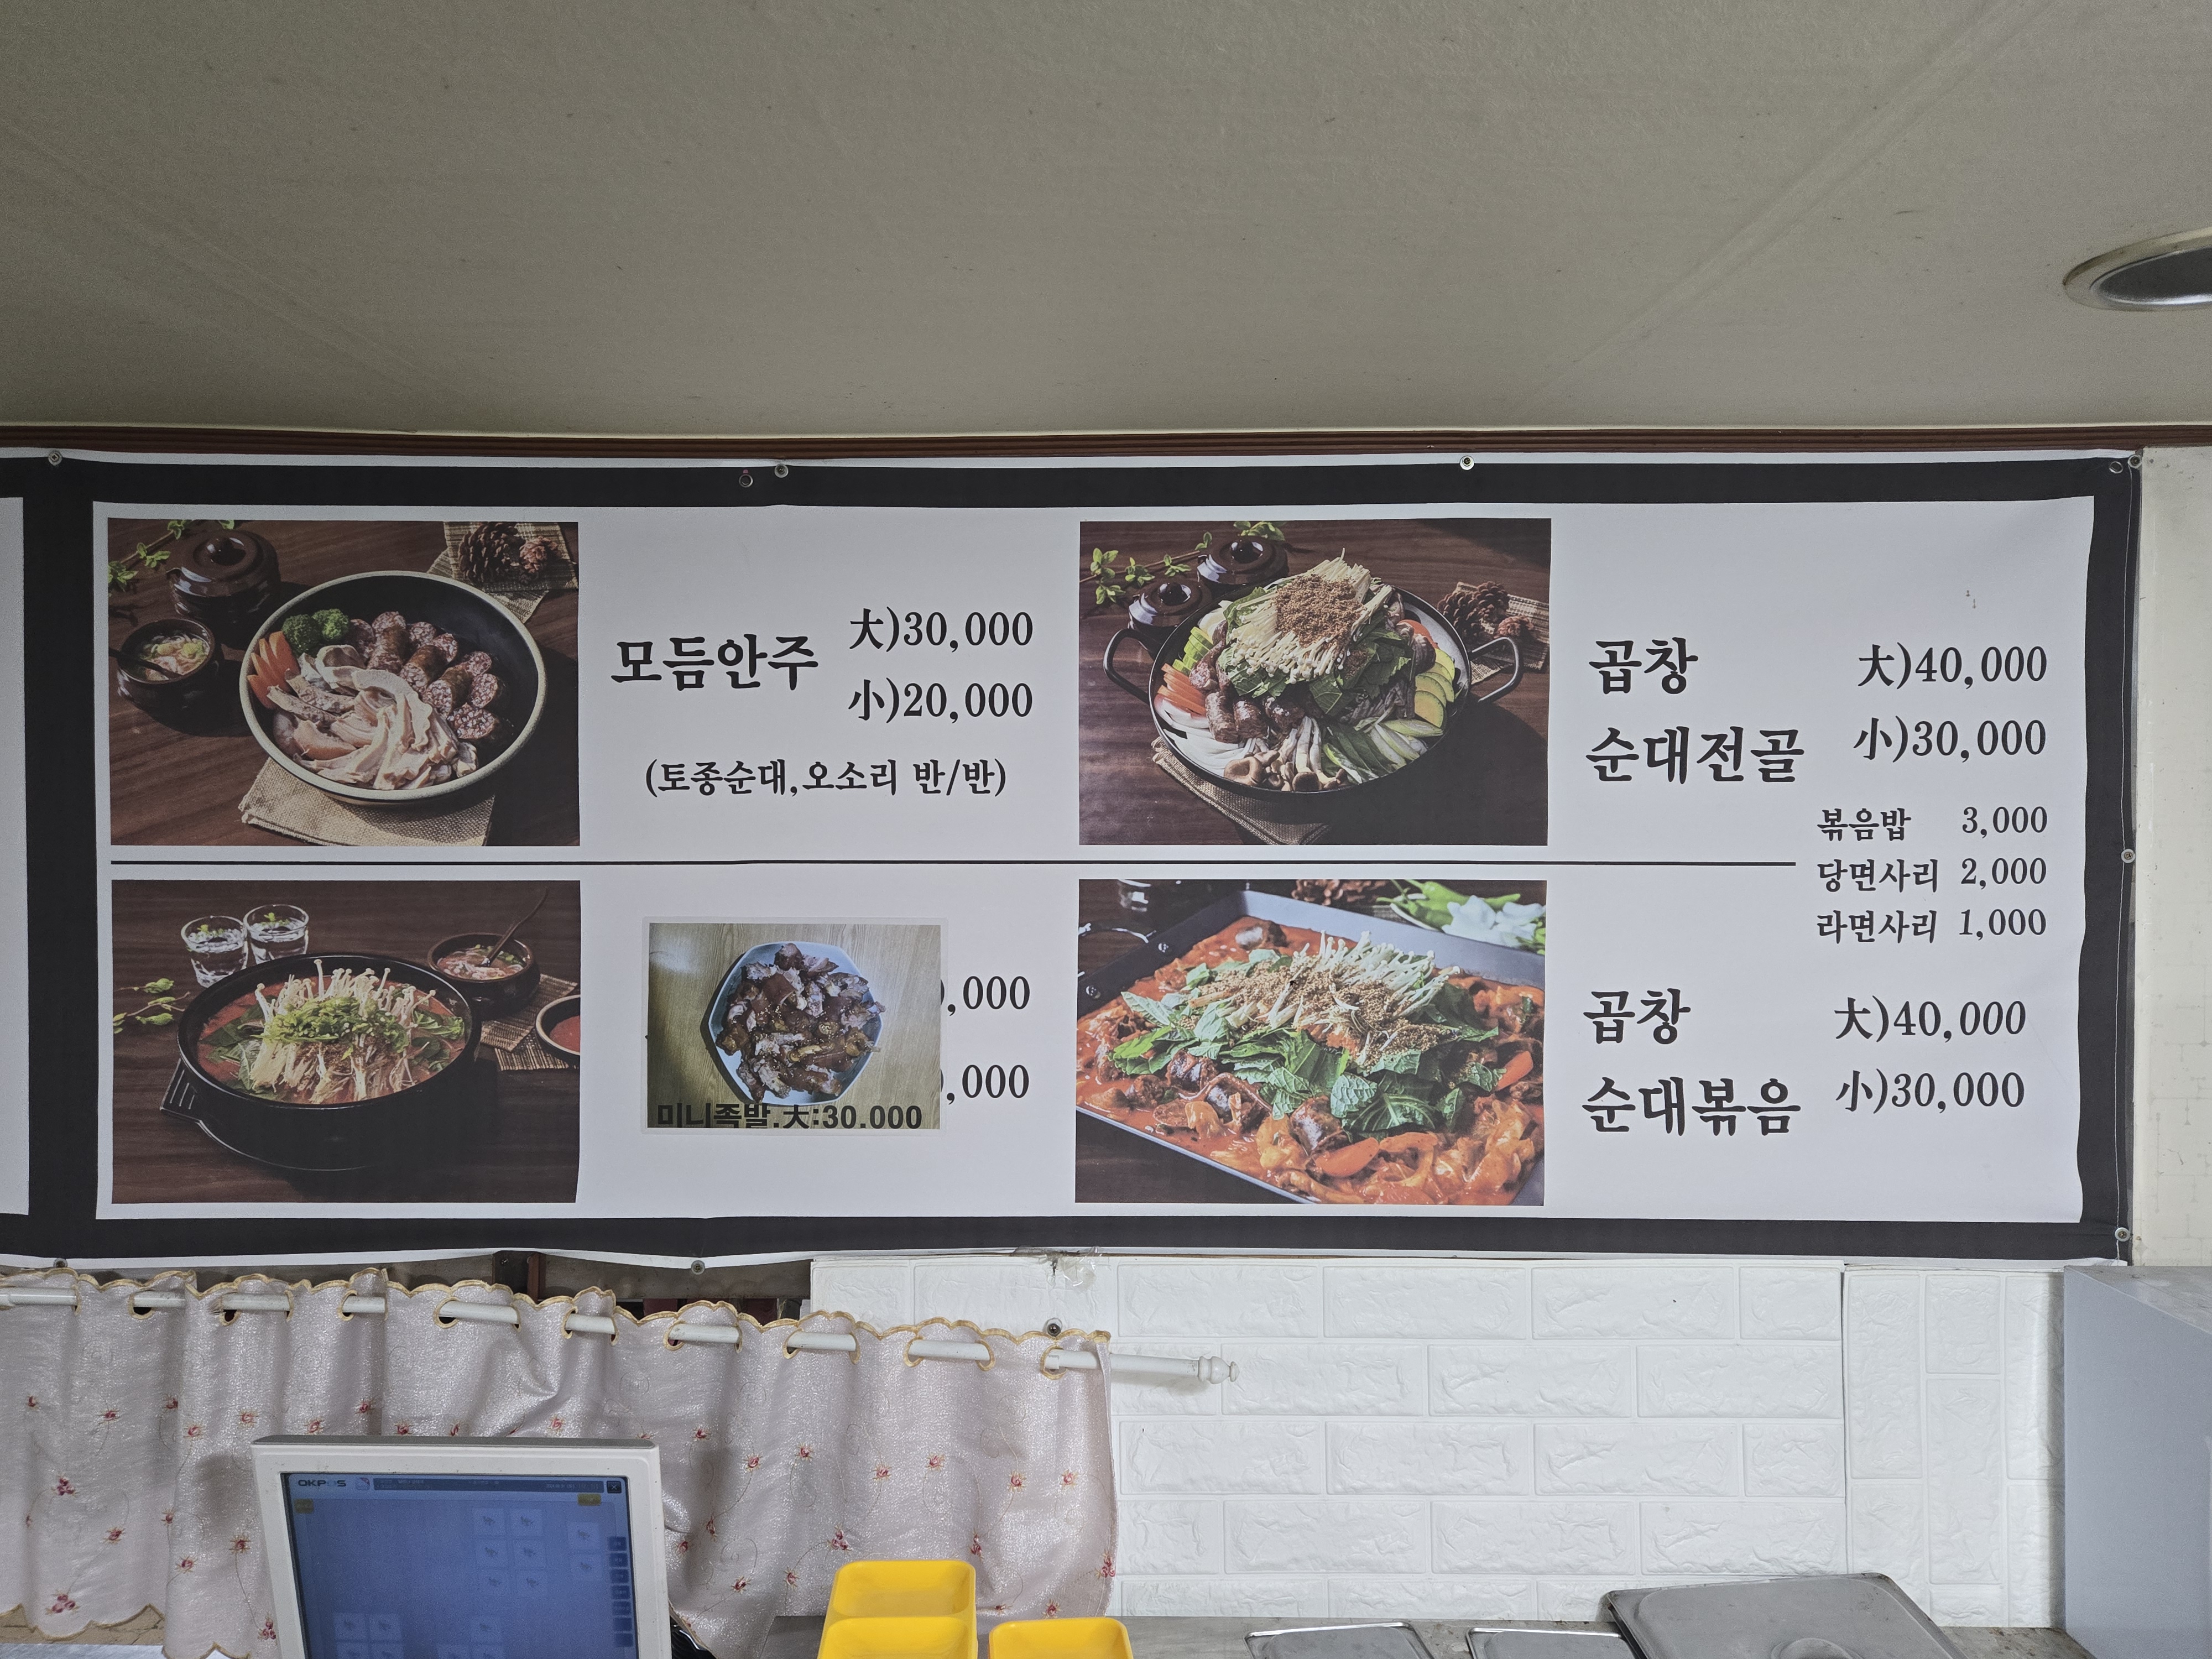 모듬안주
大)30,000
小)20,000
(토종순대,오소리 반/반)
곱창
순대전골
大)40,000
小)30,000
볶음밥 3,000
당면사리 2,000
라면사리 1,000
,000
,000
미니족발.大:30.000
곱창
순대볶음
大)40,000
小)30,000
OKPOS